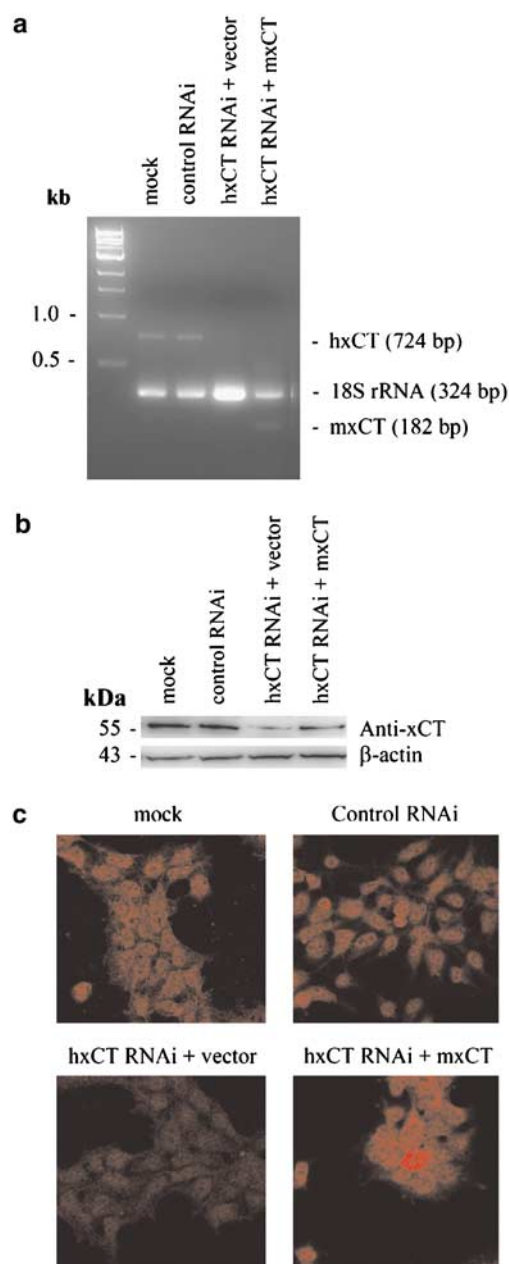 a
mock
control RNAi
hxCT RNAi + vector
hxCT RNAi + mxCT
kb
1.0 -
0.5 -
- hxCT (724 bp)
- 18S rRNA (324 bp)
- mxCT (182 bp)
b
mock
control RNAi
hxCT RNAi + vector
hxCT RNAi + mxCT
kDa
55 -
Anti-xCT
43 -
β-actin
c
mock
Control RNAi
hxCT RNAi + vector
hxCT RNAi + mxCT